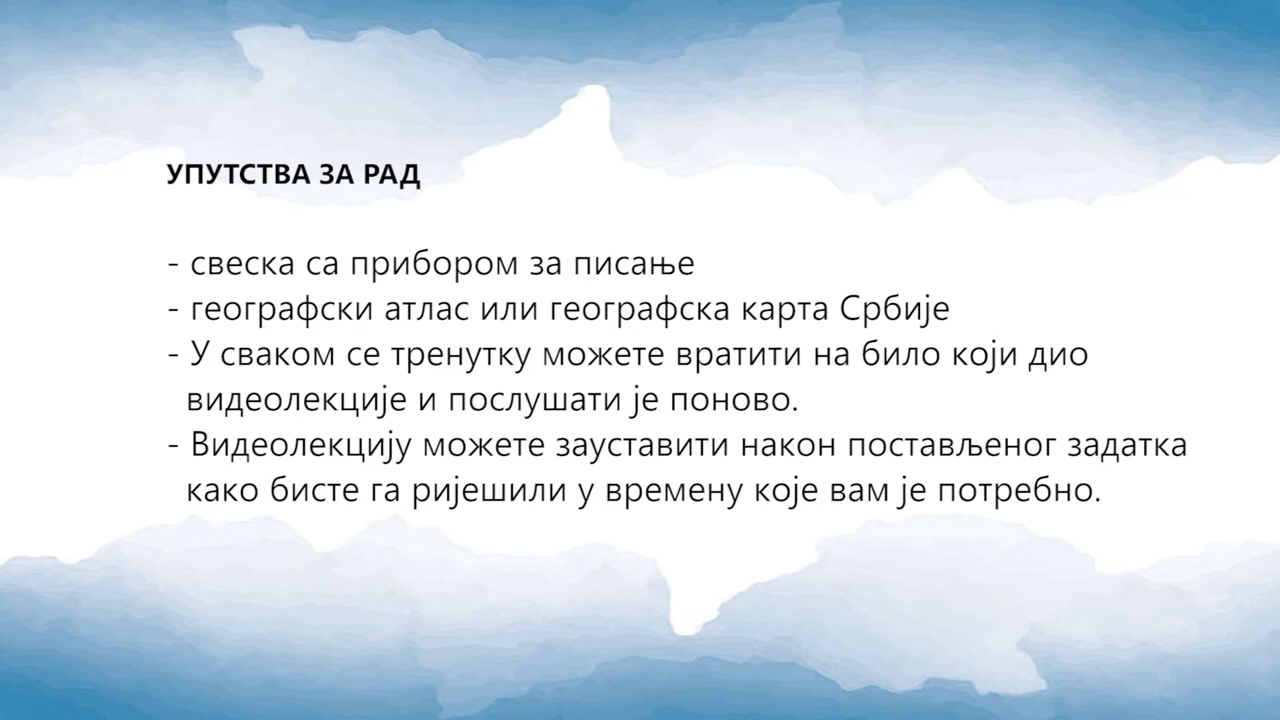 УПУТСТВА ЗА РАД
- свеска са прибором за писање
- географски атлас или географска карта Србије
- У сваком се тренутку можете вратити на било који дио
видеолекције и послушати је поново.
- Видеолекцију можете зауставити након постављеног задатка
како бисте га ријешили у времену које вам је потребно.